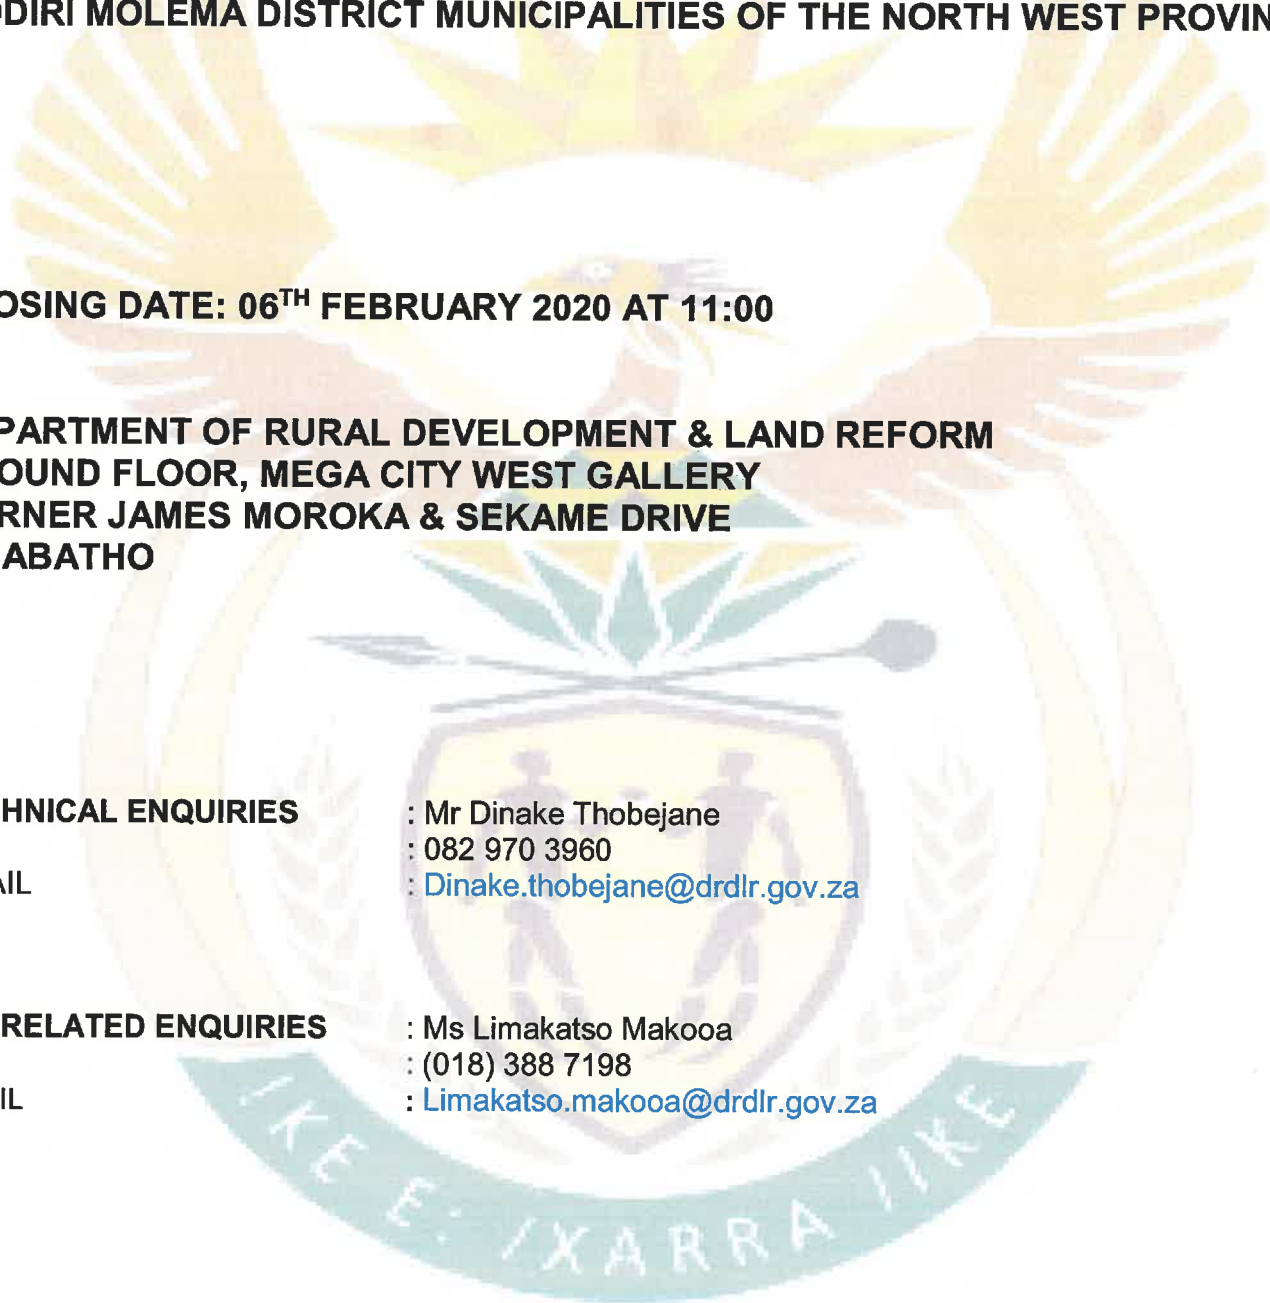 DIRI MOLEMA DISTRICT MUNICIPALITIES OF THE NORTH WEST PROVIN
OSING DATE: 06TH FEBRUARY 2020 AT 11:00
PARTMENT OF RURAL DEVELOPMENT & LAND REFORM
OUND FLOOR, MEGA CITY WEST GALLERY
RNER JAMES MOROKA & SEKAME DRIVE
ABATHO
HNICAL ENQUIRIES : Mr Dinake Thobejane
: 082 970 3960
AIL : Dinake.thobejane@drdlr.gov.za
RELATED ENQUIRIES : Ms Limakatso Makooa
: (018) 388 7198
IL : Limakatso.makooa@drdlr.gov.za
IKE E: /XARRA //KE